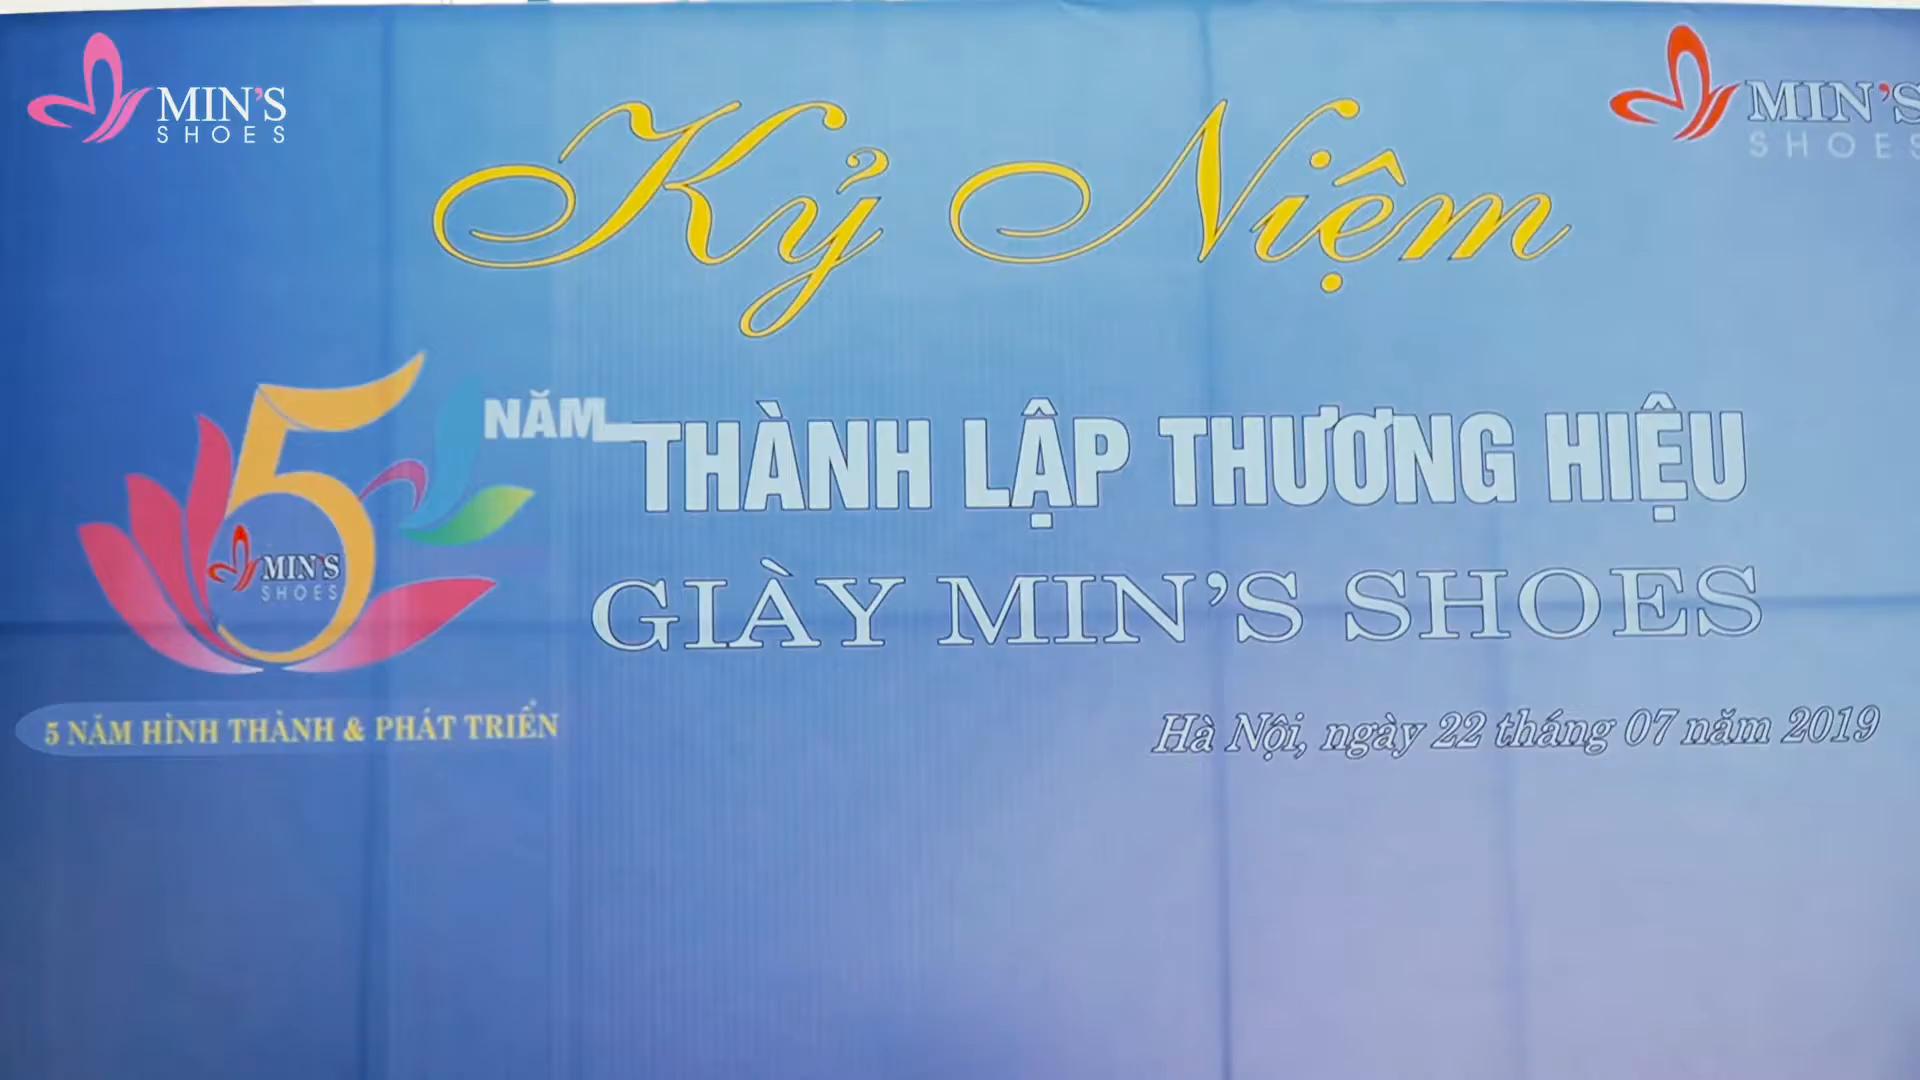 MIN'S
SHOES
MIN'S
SHOES
Kỷ Niệm
5 NĂM
THÀNH LẬP THƯƠNG HIỆU
GIÀY MIN'S SHOES
MIN'S
SHOES
5 NĂM HÌNH THÀNH & PHÁT TRIỂN
Hà Nội, ngày 22 tháng 07 năm 2019